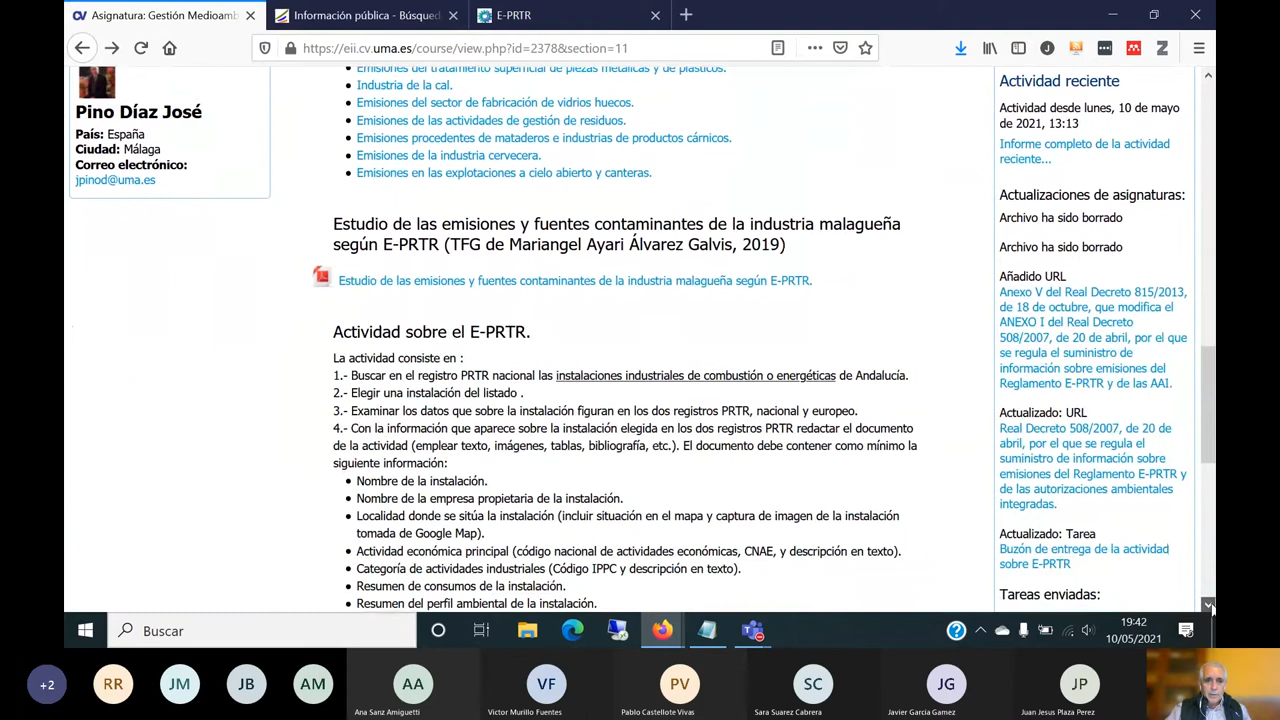 Asignatura: Gestión Medioamb
Información pública - Búsqued
E-PRTR
https://eii.cv.uma.es/course/view.php?id=2378&section=11
Pino Díaz José
País: España
Ciudad: Málaga
Correo electrónico:
jpinod@uma.es
Emisiones del tratamiento superficial de piezas metálicas y de plásticos.
Industria de la cal.
Emisiones del sector de fabricación de vidrios huecos.
Emisiones de las actividades de gestión de residuos.
Emisiones procedentes de mataderos e industrias de productos cárnicos.
Emisiones de la industria cervecera.
Emisiones en las explotaciones a cielo abierto y canteras.
Estudio de las emisiones y fuentes contaminantes de la industria malagueña
según E-PRTR (TFG de Mariangel Ayari Álvarez Galvis, 2019)
Estudio de las emisiones y fuentes contaminantes de la industria malagueña según E-PRTR.
Actividad sobre el E-PRTR.
La actividad consiste en :
1.- Buscar en el registro PRTR nacional las instalaciones industriales de combustión o energéticas de Andalucía.
2.- Elegir una instalación del listado .
3.- Examinar los datos que sobre la instalación figuran en los dos registros PRTR, nacional y europeo.
4.- Con la información que aparece sobre la instalación elegida en los dos registros PRTR redactar el documento
de la actividad (emplear texto, imágenes, tablas, bibliografía, etc.). El documento debe contener como mínimo la
siguiente información:
Nombre de la instalación.
Nombre de la empresa propietaria de la instalación.
Localidad donde se sitúa la instalación (incluir situación en el mapa y captura de imagen de la instalación
tomada de Google Map).
Actividad económica principal (código nacional de actividades económicas, CNAE, y descripción en texto).
Categoría de actividades industriales (Código IPPC y descripción en texto).
Resumen de consumos de la instalación.
Resumen del perfil ambiental de la instalación.
Actividad reciente
Actividad desde lunes, 10 de mayo
de 2021, 13:13
Informe completo de la actividad
reciente...
Actualizaciones de asignaturas:
Archivo ha sido borrado
Archivo ha sido borrado
Añadido URL
Anexo V del Real Decreto 815/2013,
de 18 de octubre, que modifica el
ANEXO I del Real Decreto
508/2007, de 20 de abril, por el que
se regula el suministro de
información sobre emisiones del
Reglamento E-PRTR y de las AAI.
Actualizado: URL
Real Decreto 508/2007, de 20 de
abril, por el que se regula el
suministro de información sobre
emisiones del Reglamento E-PRTR y
de las autorizaciones ambientales
integradas.
Actualizado: Tarea
Buzón de entrega de la actividad
sobre E-PRTR
Tareas enviadas:
Buscar
19:42
10/05/2021
+2
RR
JM
JB
AM
AA
VF
PV
SC
JG
JP
Ana Sanz Amiguetti
Victor Murillo Fuentes
Pablo Castellote Vivas
Sara Suarez Cabrera
Javier Garcia Gamez
Juan Jesus Plaza Perez